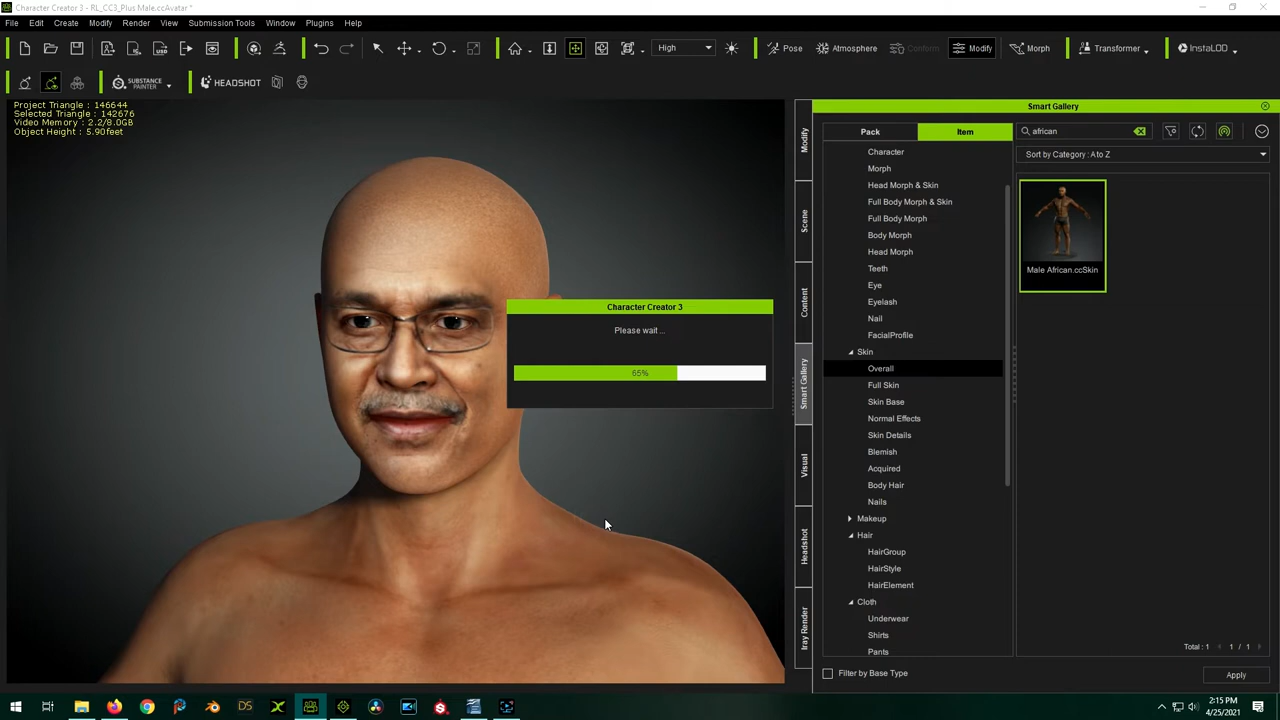 Character Creator 3 - RL_CC3_Plus Male.ccAvatar *
File Edit Create Modify Render View Submission Tools Window Plugins Help
High Pose Atmosphere Conform Modify Morph Transformer InstaLOD
SUBSTANCE PAINTER HEADSHOT
Project Triangle : 146644
Selected Triangle : 142676
Video Memory : 2.2/8.0GB
Object Height : 5.90feet
Character Creator 3
Please wait ...
65%
Modify
Scene
Content
Smart Gallery
Visual
Headshot
Iray Render
Smart Gallery
Pack Item african
Sort by Category : A to Z
Character
Morph
Head Morph & Skin
Full Body Morph & Skin
Full Body Morph
Body Morph
Head Morph
Teeth
Eye
Eyelash
Nail
FacialProfile
Skin
Overall
Full Skin
Skin Base
Normal Effects
Skin Details
Blemish
Acquired
Body Hair
Nails
Makeup
Hair
HairGroup
HairStyle
HairElement
Cloth
Underwear
Shirts
Pants
Male African.ccSkin
Total : 1 1 / 1
Filter by Base Type
Apply
DS
2:15 PM
4/25/2021